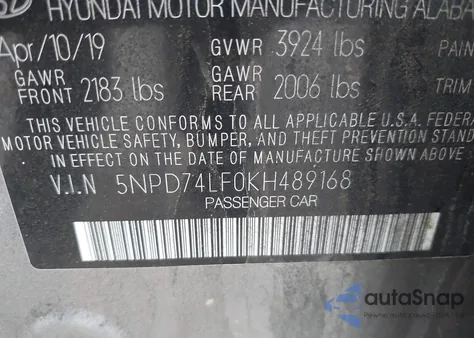 HYUNDAI MOTOR MANUFACTURING ALABA
Apr/10/19 GVWR 3924 lbs PAIN
GAWR FRONT 2183 lbs GAWR REAR 2006 lbs TRIM
THIS VEHICLE CONFORMS TO ALL APPLICABLE U.S.A. FEDERA
MOTOR VEHICLE SAFETY, BUMPER, AND THEFT PREVENTION
IN EFFECT ON THE DATE OF MANUFACTURE SHOWN ABOVE.
V.I.N 5NPD74LF0KH489168
PASSENGER CAR
autoSnap